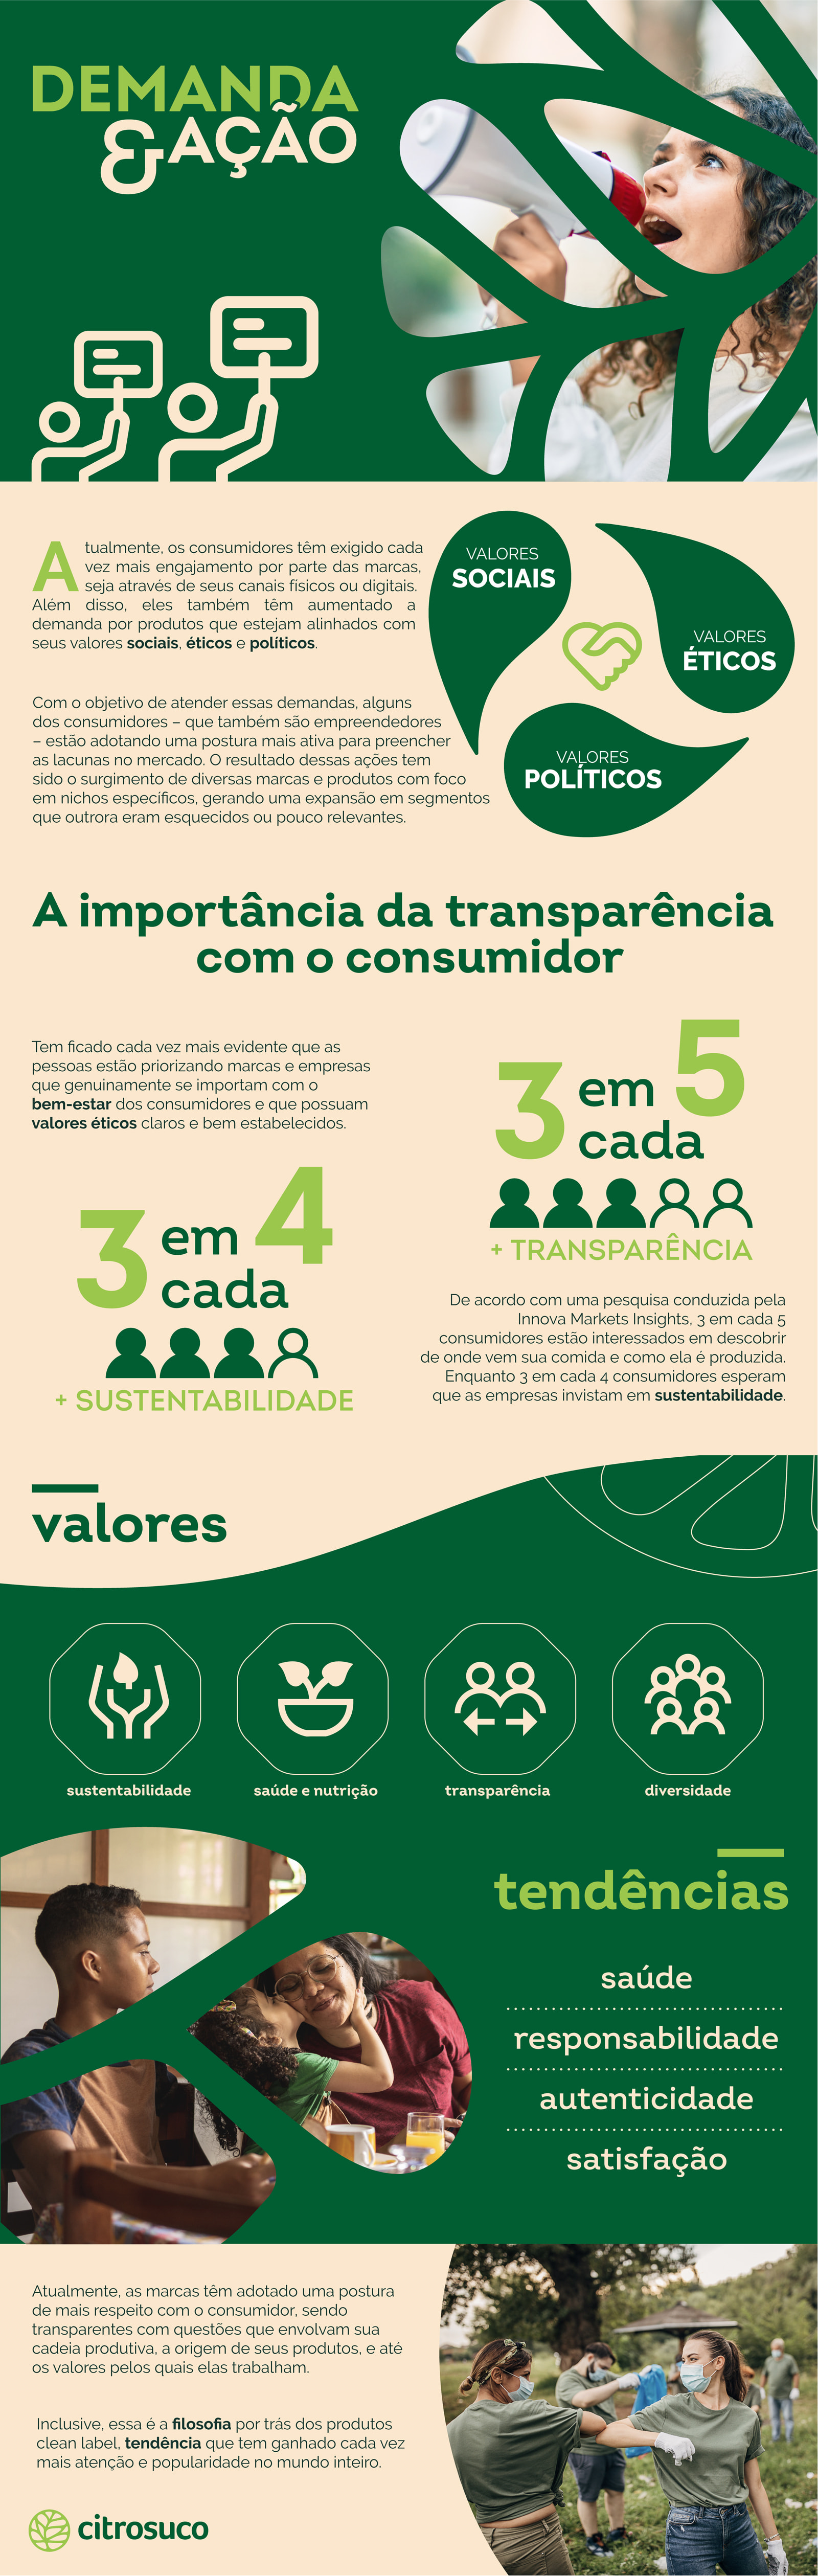 DEMANDA
&AÇÃO
Atualmente, os consumidores têm exigido cada
vez mais engajamento por parte das marcas,
seja através de seus canais físicos ou digitais.
Além disso, eles também têm aumentado a
demanda por produtos que estejam alinhados com
seus valores sociais, éticos e políticos.
VALORES
SOCIAIS
VALORES
ÉTICOS
VALORES
POLÍTICOS
Com o objetivo de atender essas demandas, alguns
dos consumidores – que também são empreendedores
– estão adotando uma postura mais ativa para preencher
as lacunas no mercado. O resultado dessas ações tem
sido o surgimento de diversas marcas e produtos com foco
em nichos específicos, gerando uma expansão em segmentos
que outrora eram esquecidos ou pouco relevantes.
A importância da transparência
com o consumidor
Tem ficado cada vez mais evidente que as
pessoas estão priorizando marcas e empresas
que genuinamente se importam com o
bem-estar dos consumidores e que possuam
valores éticos claros e bem estabelecidos.
3 em cada 5
+ TRANSPARÊNCIA
3 em cada 4
+ SUSTENTABILIDADE
De acordo com uma pesquisa conduzida pela
Innova Markets Insights, 3 em cada 5
consumidores estão interessados em descobrir
de onde vem sua comida e como ela é produzida.
Enquanto 3 em cada 4 consumidores esperam
que as empresas invistam em sustentabilidade.
valores
sustentabilidade
saúde e nutrição
transparência
diversidade
tendências
saúde
responsabilidade
autenticidade
satisfação
Atualmente, as marcas têm adotado uma postura
de mais respeito com o consumidor, sendo
transparentes com questões que envolvam sua
cadeia produtiva, a origem de seus produtos, e até
os valores pelos quais elas trabalham.
Inclusive, essa é a filosofia por trás dos produtos
clean label, tendência que tem ganhado cada vez
mais atenção e popularidade no mundo inteiro.
citrosuco